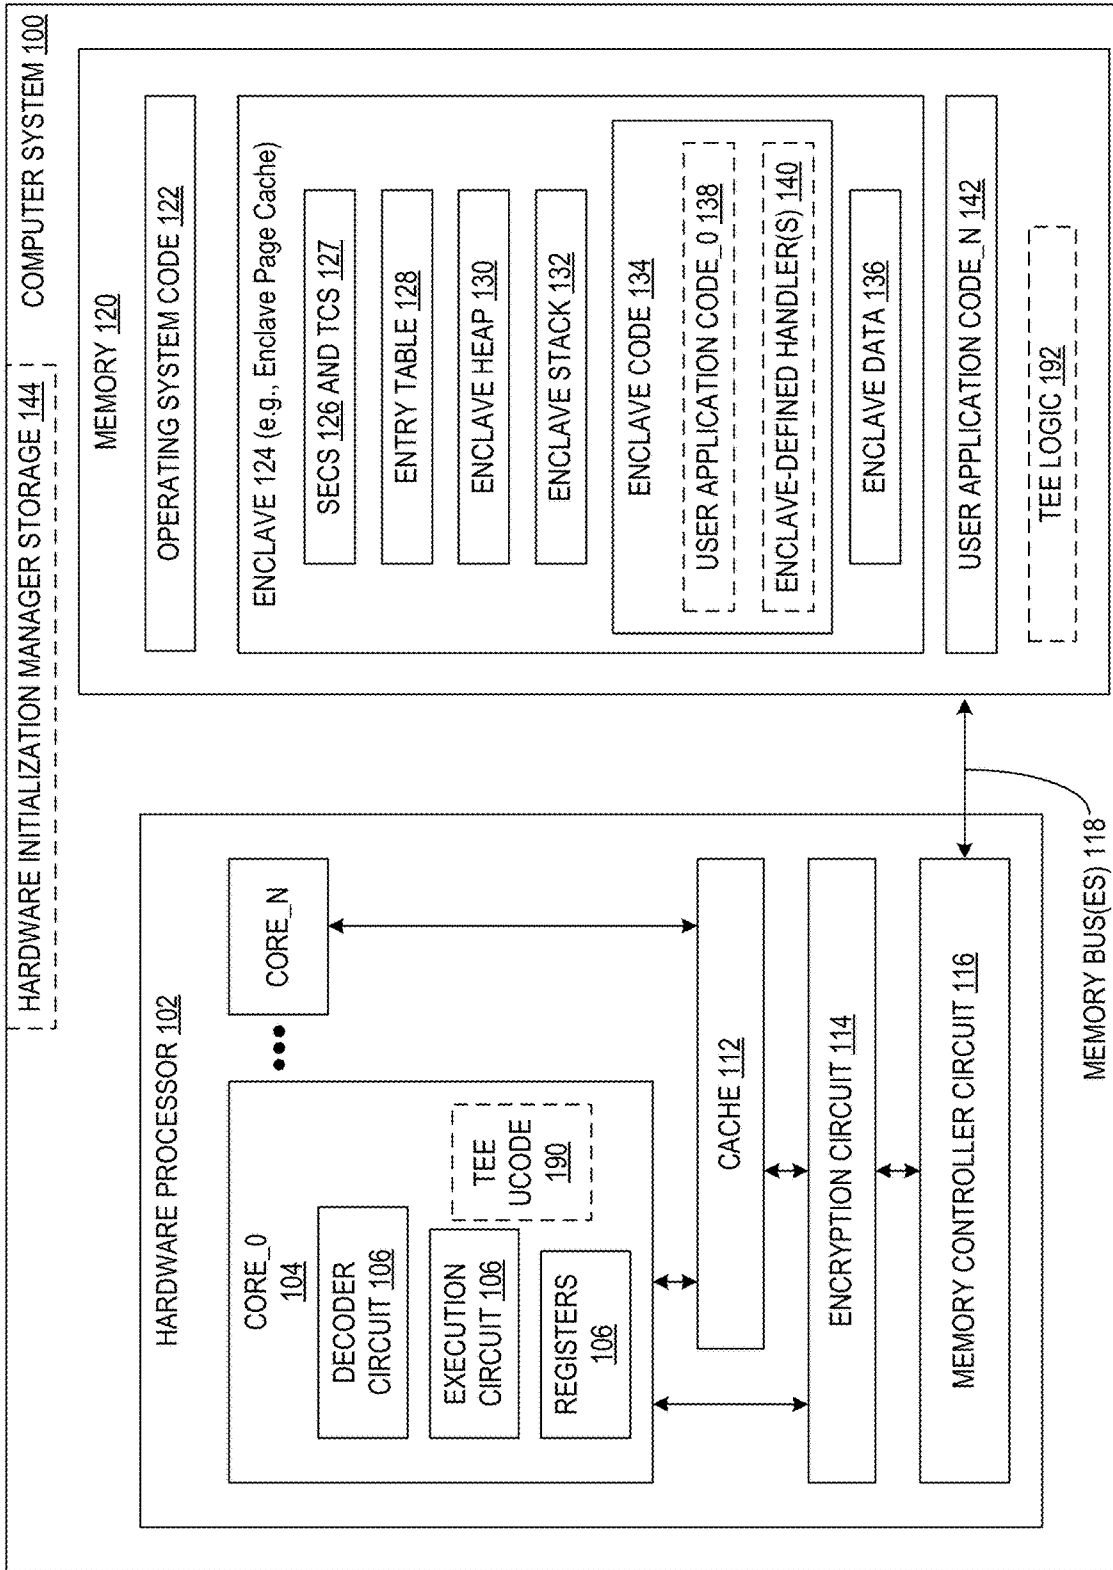 HARDWARE INITIALIZATION MANAGER STORAGE 144
COMPUTER SYSTEM 100
HARDWARE PROCESSOR 102
CORE_0
104
DECODER
CIRCUIT 106
EXECUTION
CIRCUIT 106
REGISTERS
106
TEE
UCODE
190
CORE_N
CACHE 112
ENCRYPTION CIRCUIT 114
MEMORY CONTROLLER CIRCUIT 116
MEMORY BUS(ES) 118
MEMORY 120
OPERATING SYSTEM CODE 122
ENCLAVE 124 (e.g., Enclave Page Cache)
SECS 126 AND TCS 127
ENTRY TABLE 128
ENCLAVE HEAP 130
ENCLAVE STACK 132
ENCLAVE CODE 134
USER APPLICATION CODE_0 138
ENCLAVE-DEFINED HANDLER(S) 140
ENCLAVE DATA 136
USER APPLICATION CODE_N 142
TEE LOGIC 192